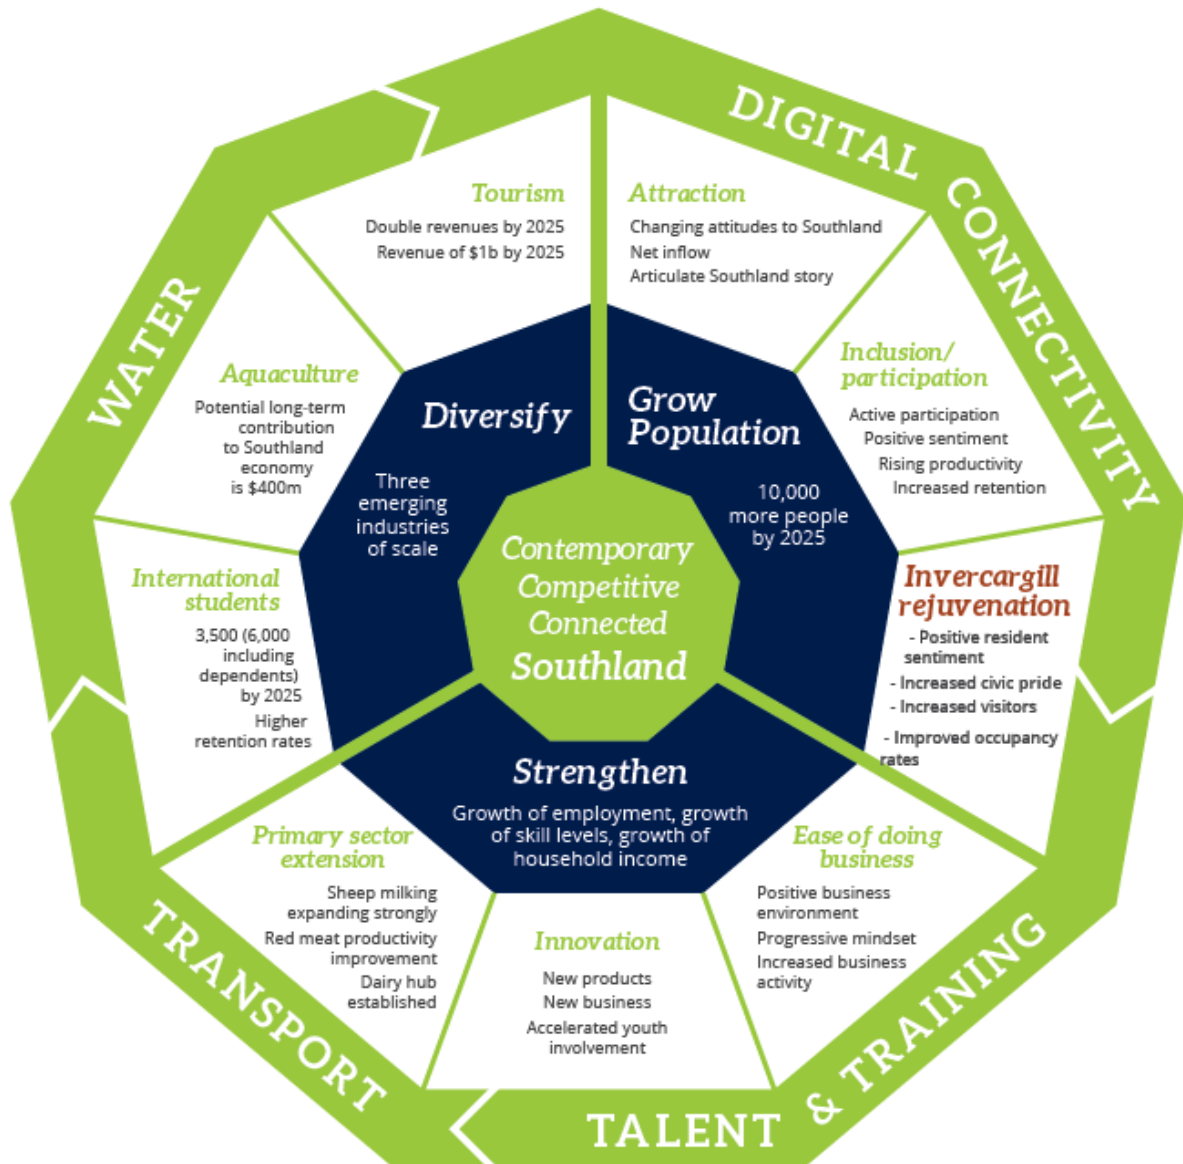 DIGITAL CONNECTIVITY
WATER
TRANSPORT
TALENT & TRAINING
Tourism
Double revenues by 2025
Revenue of $1b by 2025
Attraction
Changing attitudes to Southland
Net inflow
Articulate Southland story
Aquaculture
Potential long-term
contribution
to Southland
economy
is $400m
Inclusion/
participation
Active participation
Positive sentiment
Rising productivity
Increased retention
Diversify
Three
emerging
industries
of scale
Grow
Population
10,000
more people
by 2025
Contemporary
Competitive
Connected
Southland
International
students
3,500 (6,000
including
dependents)
by 2025
Higher
retention rates
Invercargill
rejuvenation
- Positive resident
sentiment
- Increased civic pride
- Increased visitors
- Improved occupancy
rates
Strengthen
Growth of employment, growth
of skill levels, growth of
household income
Primary sector
extension
Sheep milking
expanding strongly
Red meat productivity
improvement
Dairy hub
established
Innovation
New products
New business
Accelerated youth
involvement
Ease of doing
business
Positive business
environment
Progressive mindset
Increased business
activity